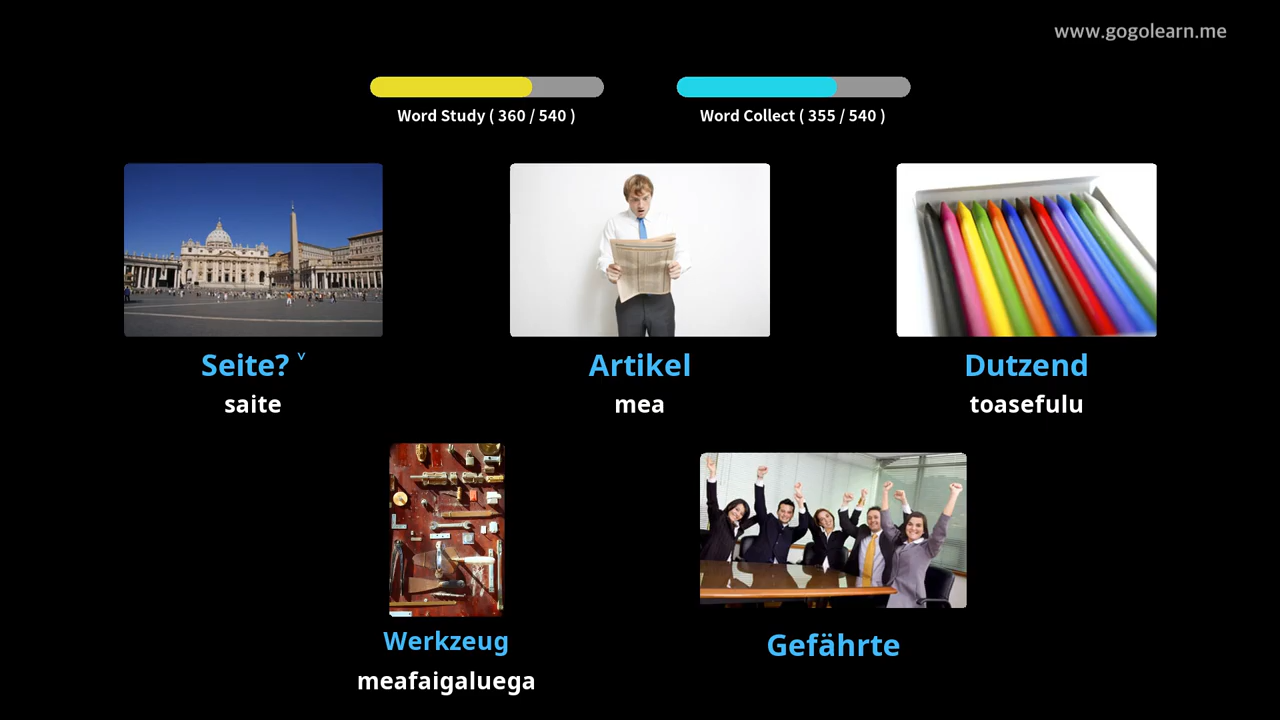 www.gogolearn.me
Word Study ( 360 / 540 )
Word Collect ( 355 / 540 )
Seite? ˅
Artikel
Dutzend
saite
mea
toasefulu
Werkzeug
Gefährte
meafaigaluega